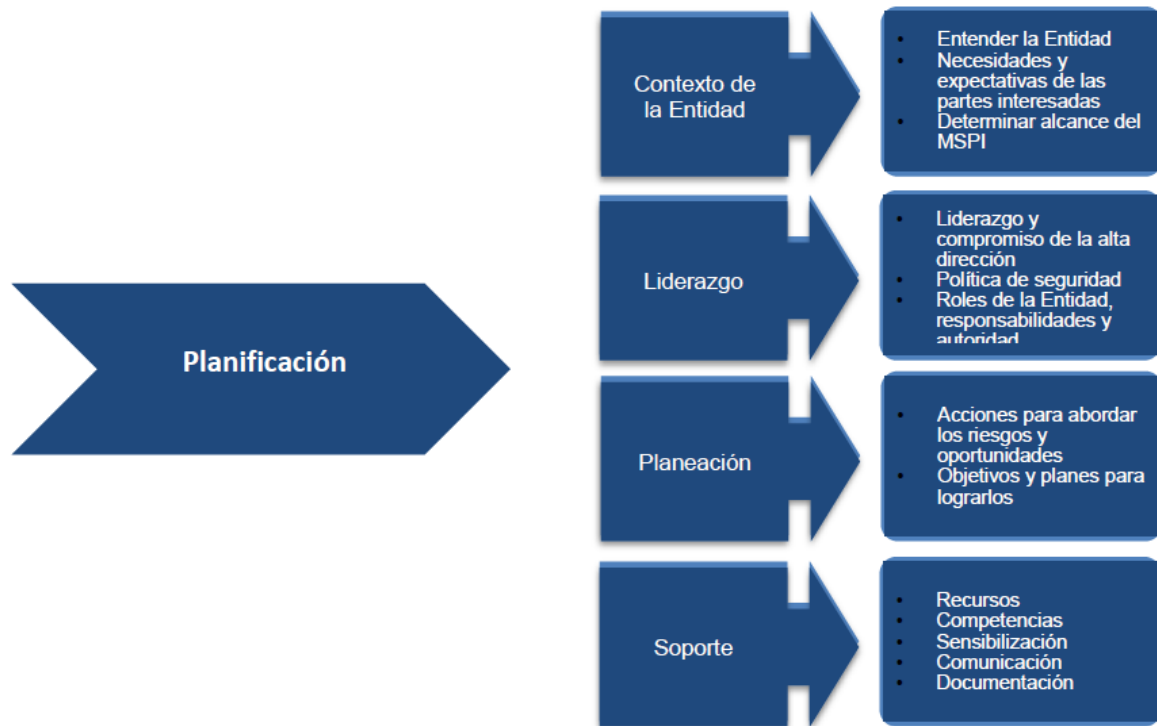 Planificación
Contexto de
la Entidad
• Entender la Entidad
• Necesidades y
expectativas de las
partes interesadas
• Determinar alcance del
MSPI
Liderazgo
• Liderazgo y
compromiso de la alta
dirección
• Política de seguridad
• Roles de la Entidad,
responsabilidades y
autoridad
Planeación
• Acciones para abordar
los riesgos y
oportunidades
• Objetivos y planes para
lograrlos
Soporte
• Recursos
• Competencias
• Sensibilización
• Comunicación
• Documentación